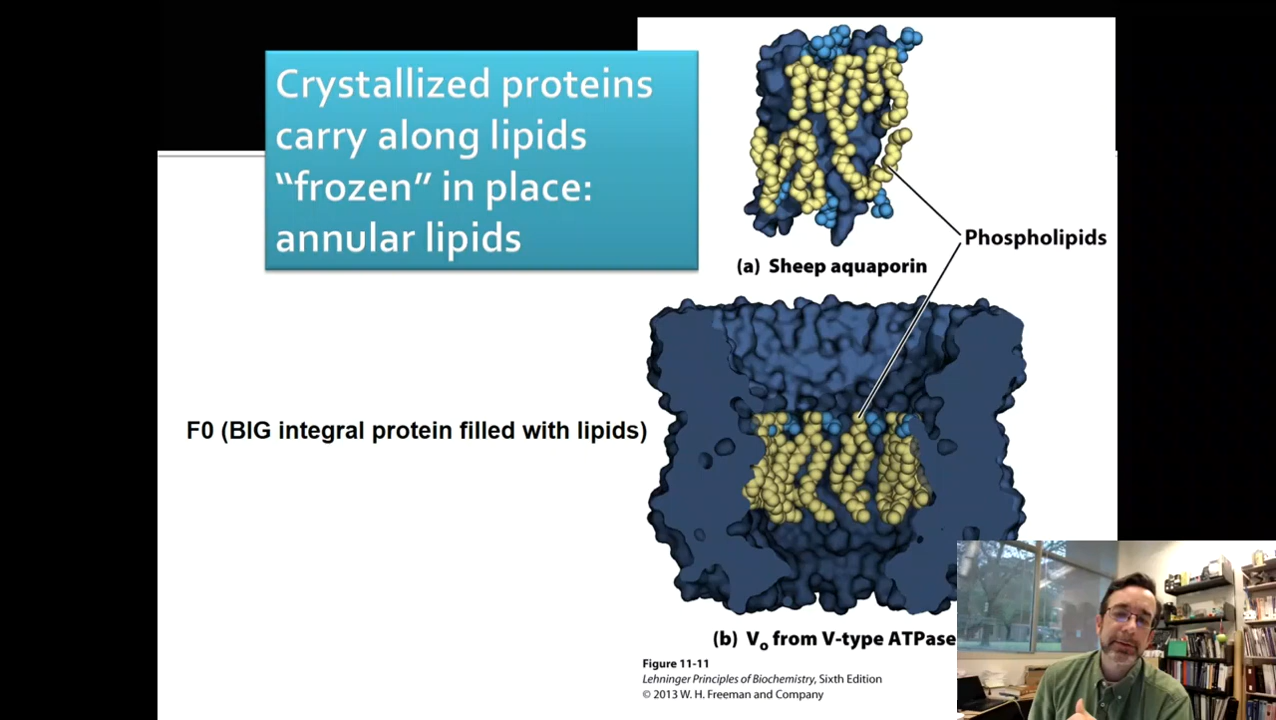 Crystallized proteins
carry along lipids
“frozen” in place:
annular lipids
Phospholipids
(a) Sheep aquaporin
F0 (BIG integral protein filled with lipids)
(b) Vo from V-type ATPase
Figure 11-11
Lehninger Principles of Biochemistry, Sixth Edition
© 2013 W. H. Freeman and Company